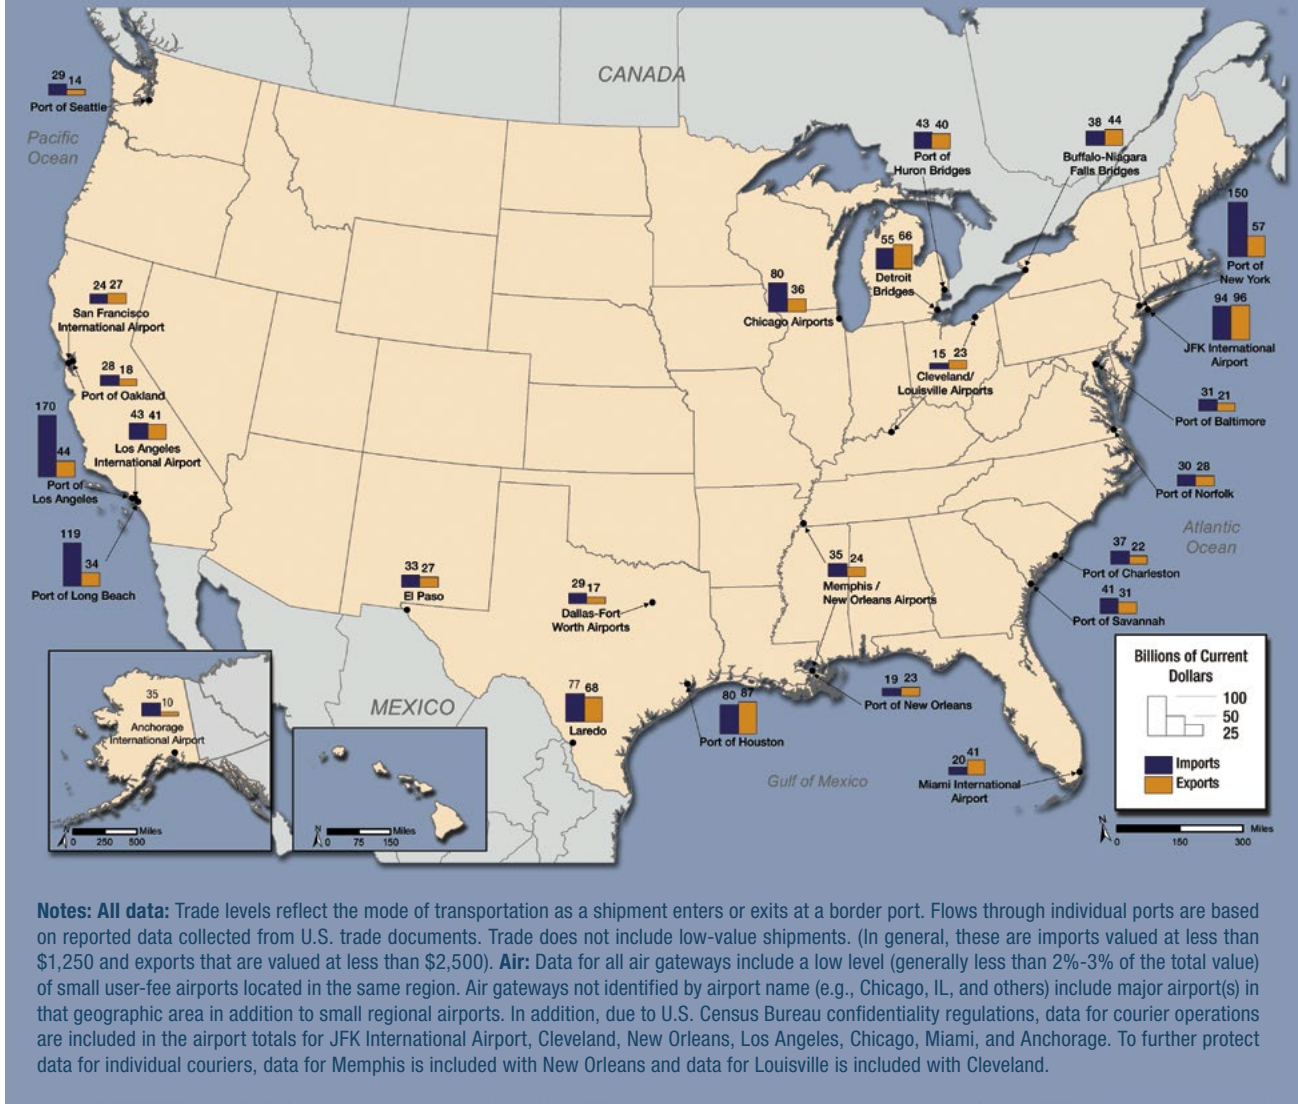 CANADA
29 14
Port of Seattle
Pacific
Ocean
43 40
Port of
Huron Bridges
38 44
Buffalo-Niagara
Falls Bridges
150
57
Port of
New York
55 66
Detroit
Bridges
80
36
Chicago Airports
24 27
San Francisco
International Airport
94 96
JFK International
Airport
15 23
Cleveland/
Louisville Airports
28 18
Port of Oakland
31 21
Port of Baltimore
170
44
Port of
Los Angeles
43 41
Los Angeles
International Airport
30 28
Port of Norfolk
Atlantic
Ocean
119
34
Port of Long Beach
33 27
El Paso
29 17
Dallas-Fort
Worth Airports
35 24
Memphis /
New Orleans Airports
37 22
Port of Charleston
41 31
Port of Savannah
Billions of Current
Dollars
100
50
25
Imports
Exports
35
10
Anchorage
International Airport
MEXICO
77 68
Laredo
80 87
Port of Houston
19 23
Port of New Orleans
Gulf of Mexico
20 41
Miami International
Airport
N
Miles
0 250 500
N
Miles
0 75 150
N
Miles
0 150 300
Notes: All data: Trade levels reflect the mode of transportation as a shipment enters or exits at a border port. Flows through individual ports are based
on reported data collected from U.S. trade documents. Trade does not include low-value shipments. (In general, these are imports valued at less than
$1,250 and exports that are valued at less than $2,500). Air: Data for all air gateways include a low level (generally less than 2%-3% of the total value)
of small user-fee airports located in the same region. Air gateways not identified by airport name (e.g., Chicago, IL, and others) include major airport(s) in
that geographic area in addition to small regional airports. In addition, due to U.S. Census Bureau confidentiality regulations, data for courier operations
are included in the airport totals for JFK International Airport, Cleveland, New Orleans, Los Angeles, Chicago, Miami, and Anchorage. To further protect
data for individual couriers, data for Memphis is included with New Orleans and data for Louisville is included with Cleveland.